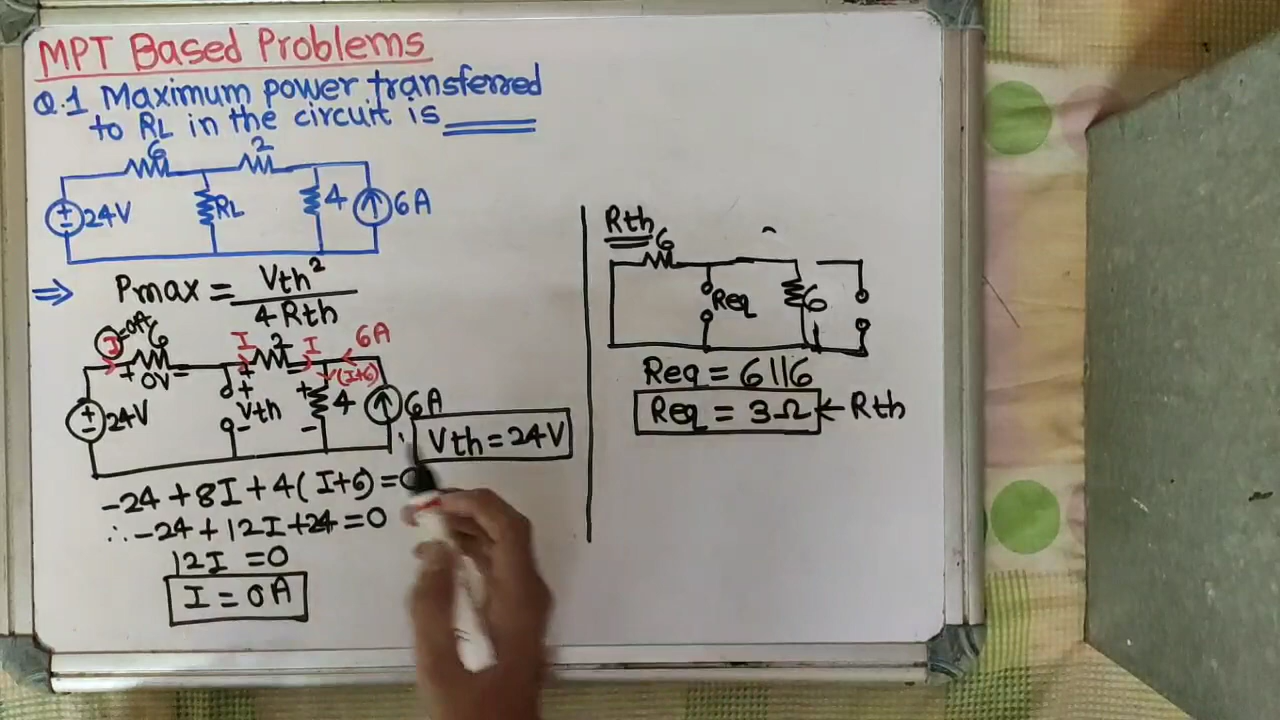 MPT Based Problems
Q.1 Maximum power transferred
to RL in the circuit is
6 2
24V RL 4 6A
⇒ Pmax = Vth² / 4Rth
I=0A 6 I 2 I 6A
+ 0V - + (I+6)
24V + Vth - + 4 - 6A
Vth = 24V
-24 + 8I + 4(I+6) = 0
∴ -24 + 12I + 24 = 0
12I = 0
I = 0A
Rth
6
Req 6
Req = 6||6
Req = 3Ω ← Rth